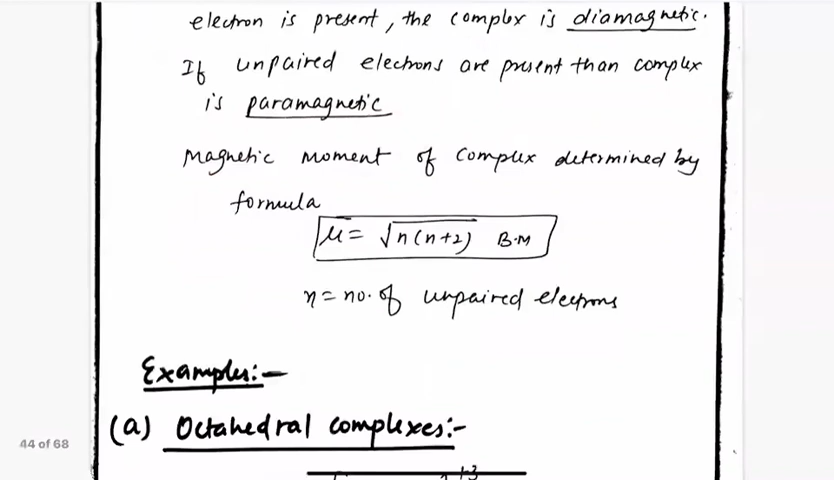 electron is present, the complex is diamagnetic.
If unpaired electrons are present than complex
is paramagnetic
Magnetic moment of complex determined by
formula
μ = √n(n+2) B.M
n = no. of unpaired electrons
Examples:-
(a) Octahedral complexes:-
44 of 68